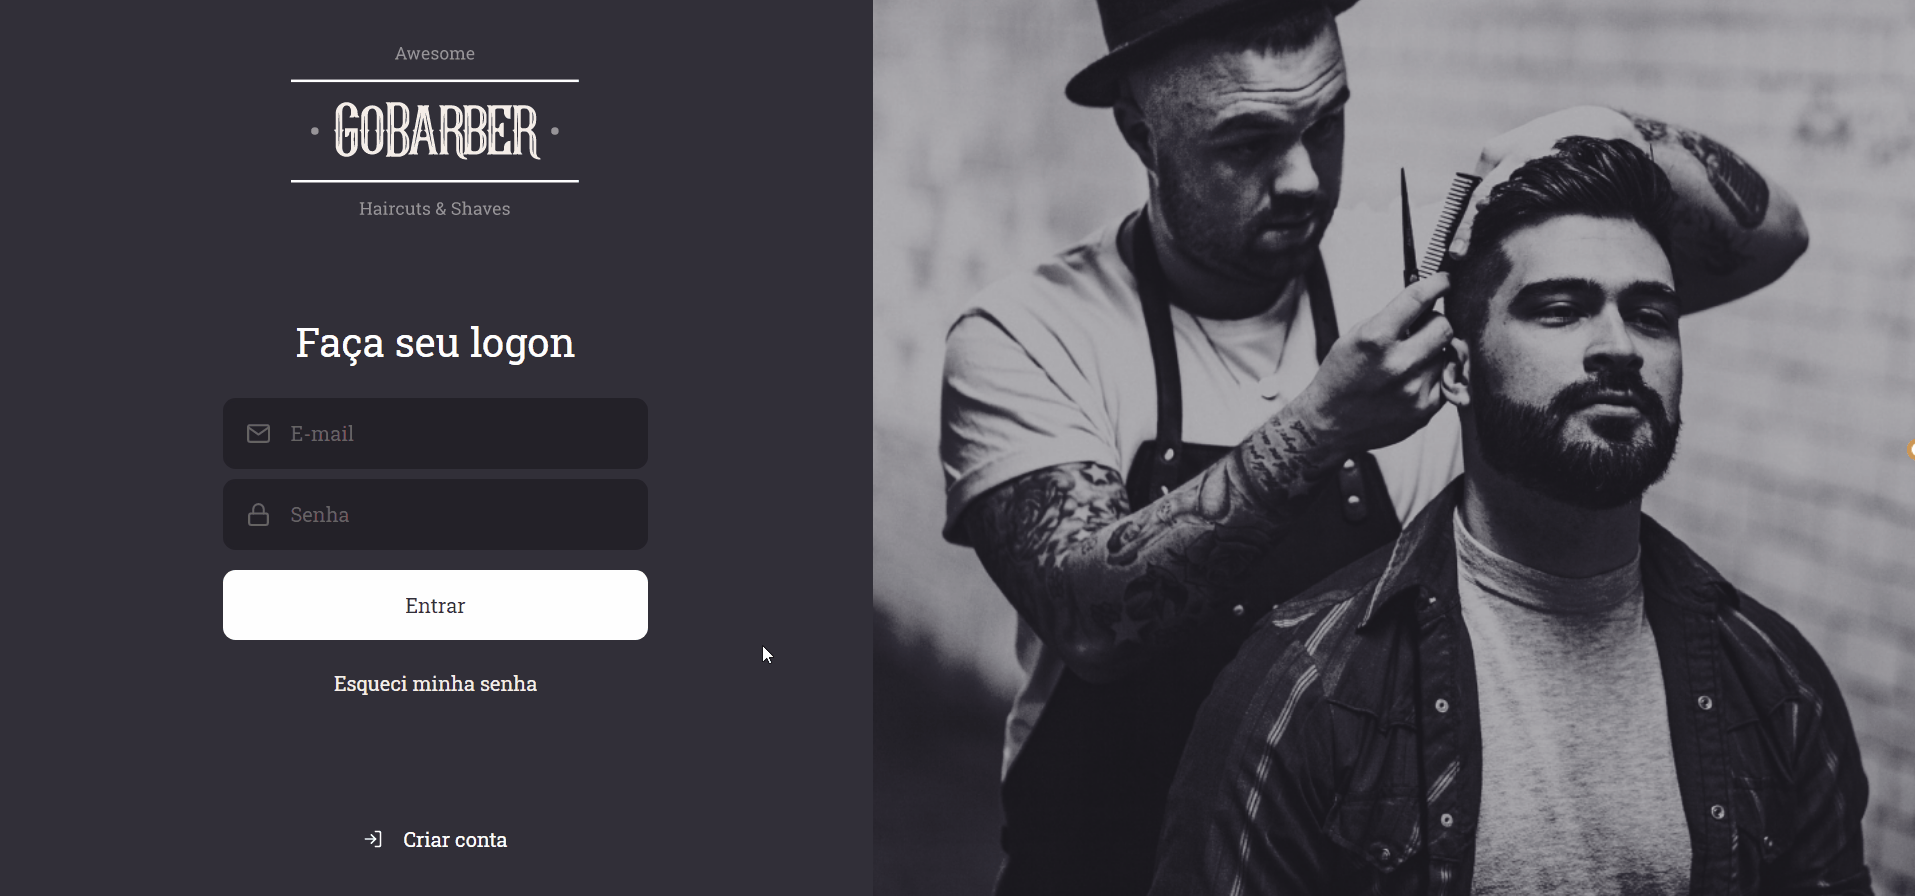 Awesome
GOBARBER
Haircuts & Shaves
Faça seu logon
E-mail
Senha
Entrar
Esqueci minha senha
Criar conta